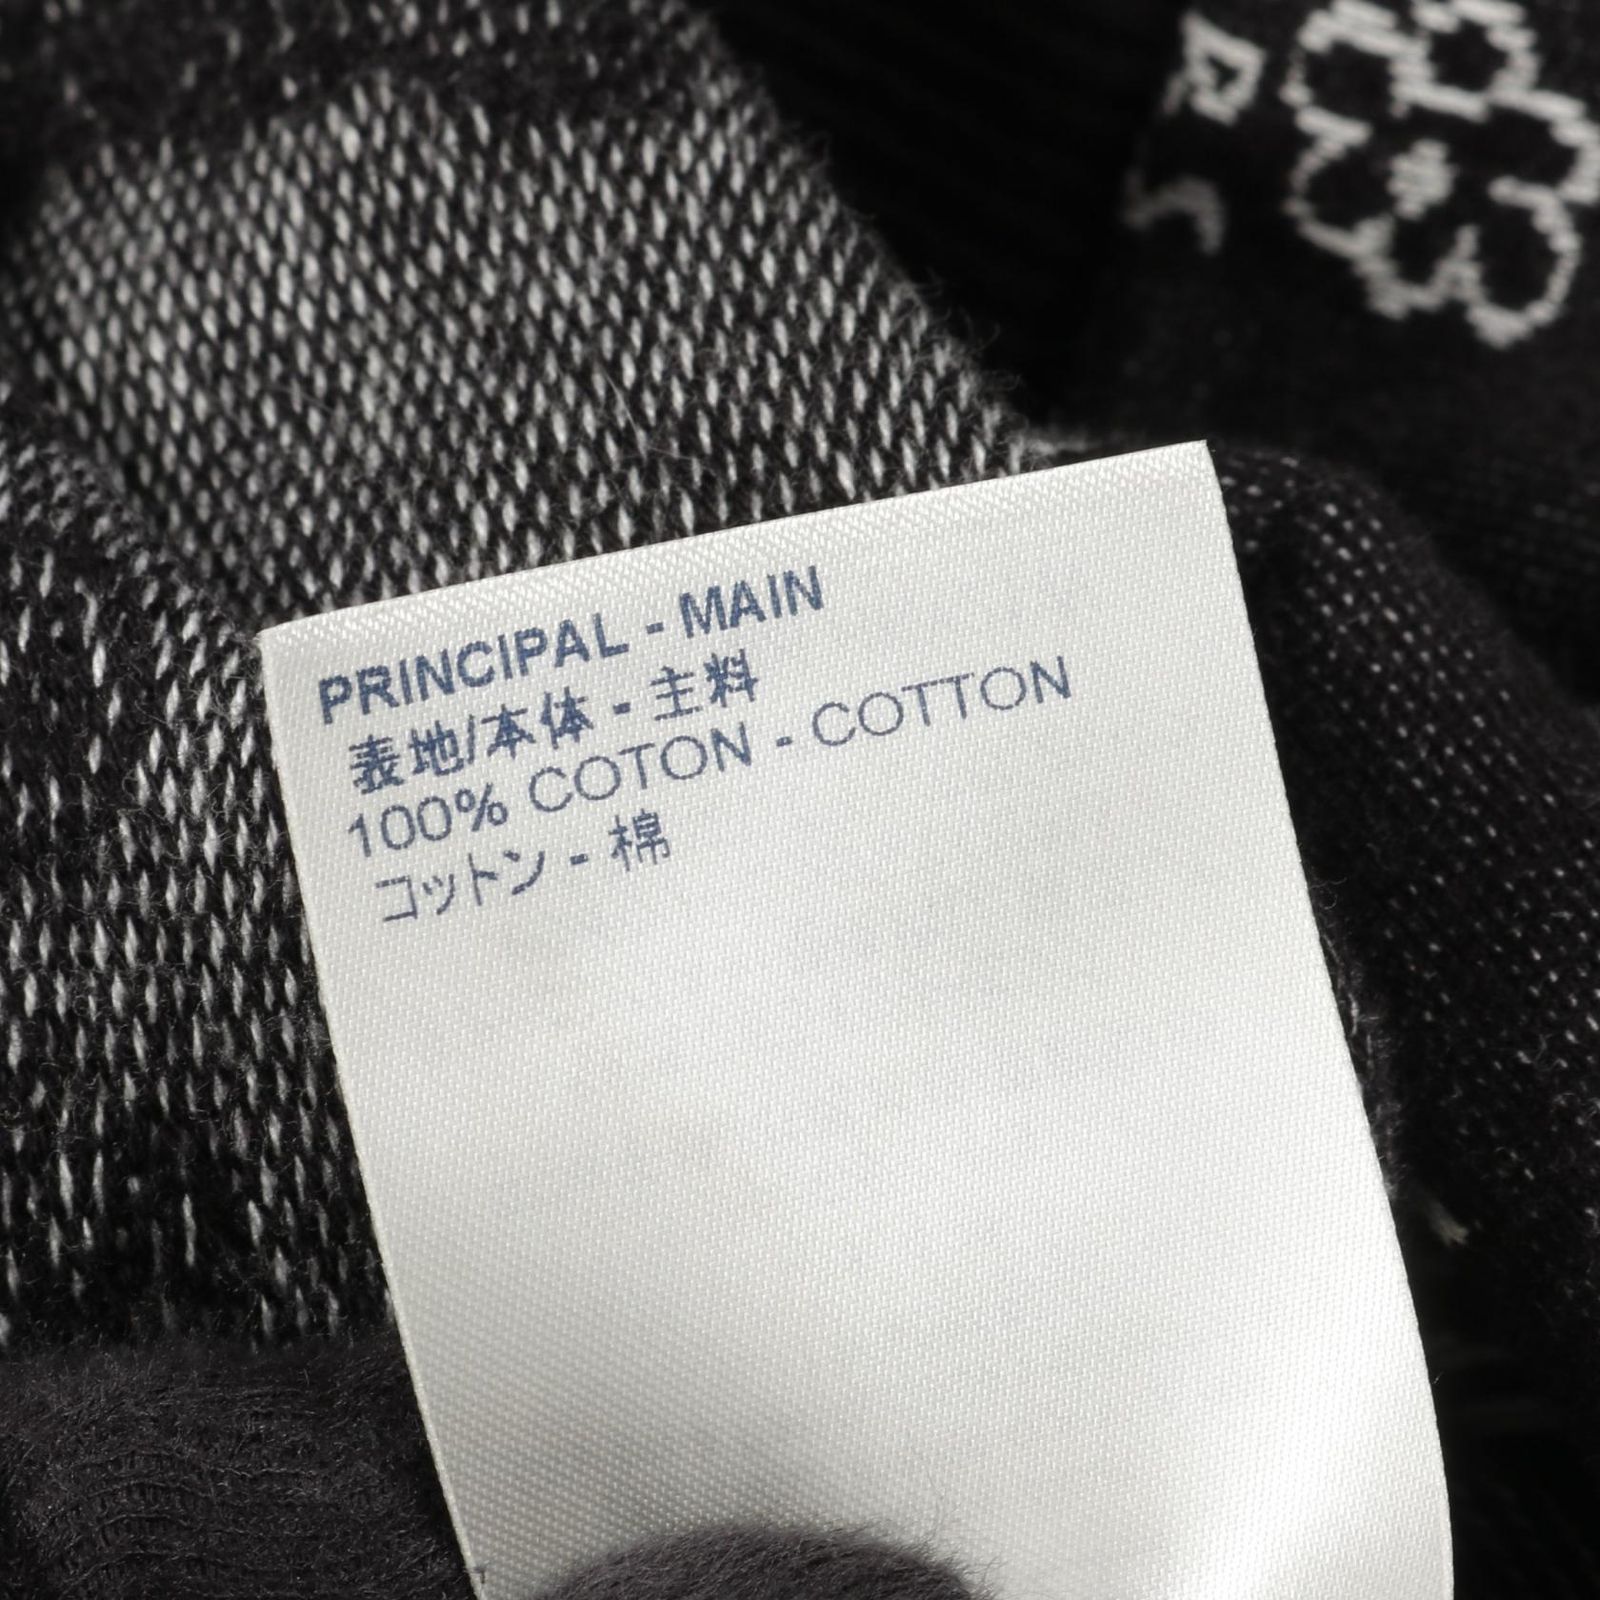 PRINCIPAL - MAIN
表地/本体 - 主料
100% COTON - COTTON
コットン - 棉